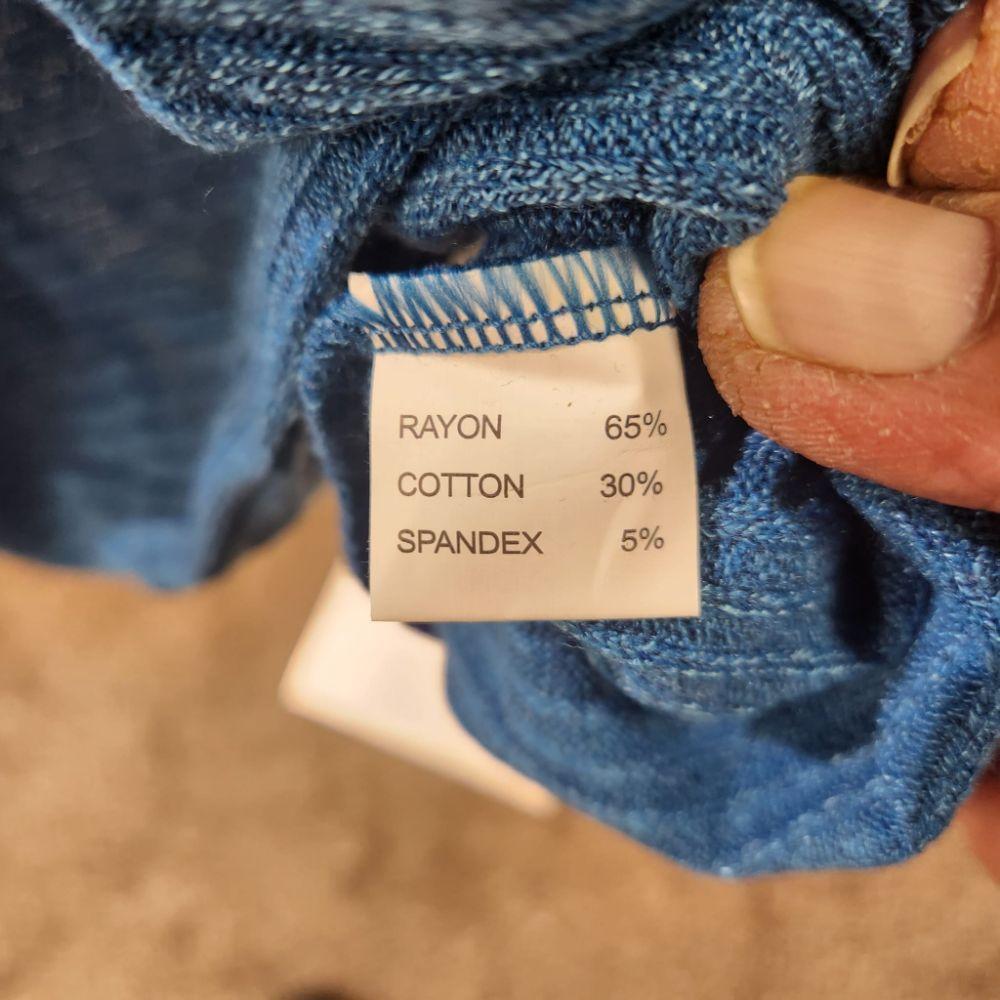 RAYON 65%
COTTON 30%
SPANDEX 5%